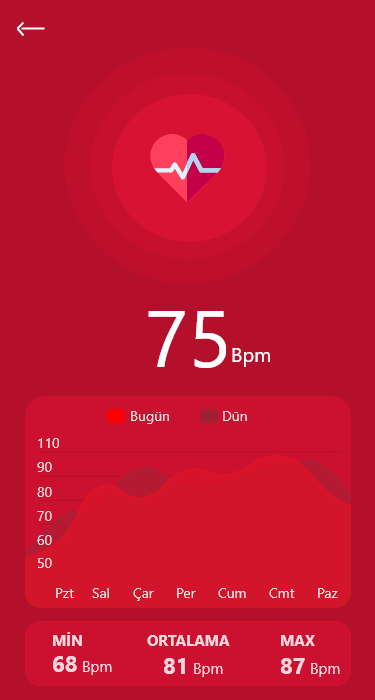 75 Bpm
Bugün Dün
110
90
80
70
60
50
Pzt Sal Çar Per Cum Cmt Paz
MİN ORTALAMA MAX
68 Bpm 81 Bpm 87 Bpm